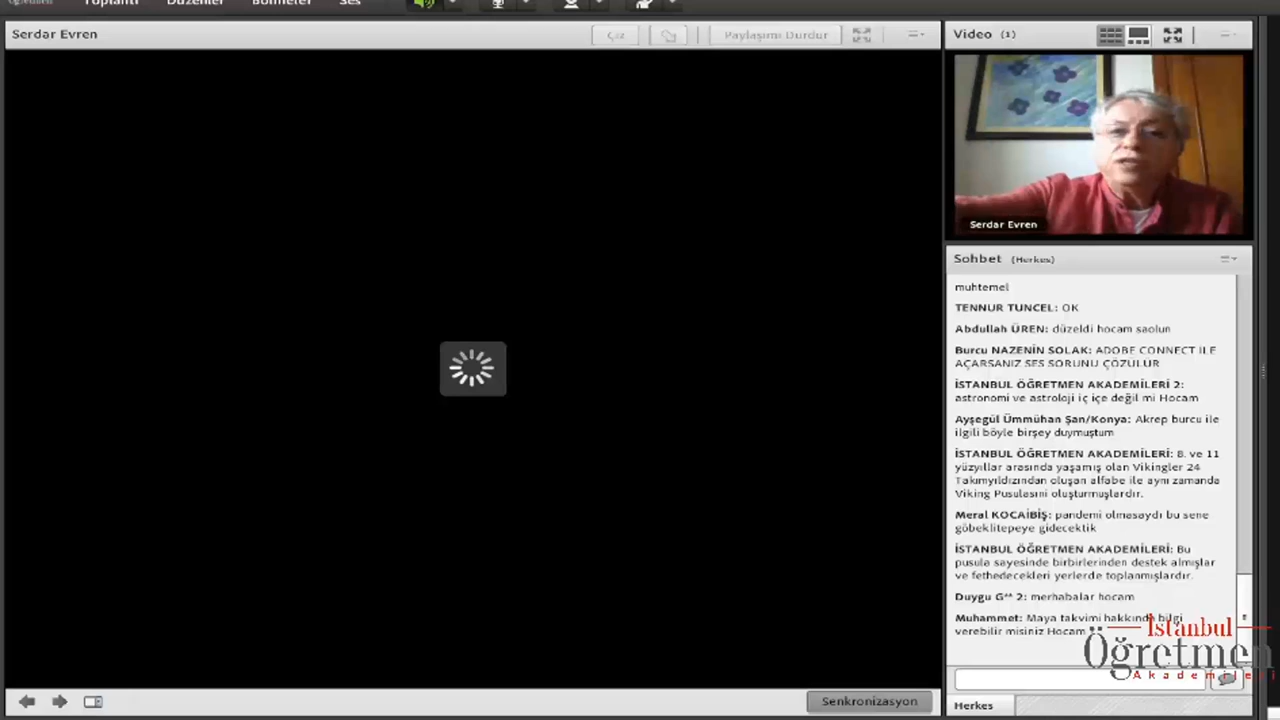 Öğretmen Toplantı Düzenler Bölmeler Ses
Serdar Evren
Çiz
Paylaşımı Durdur
Video (1)
Serdar Evren
Sohbet (Herkes)
muhtemel
TENNUR TUNCEL: OK
Abdullah ÜREN: düzeldi hocam saolun
Burcu NAZENİN SOLAK: ADOBE CONNECT İLE
AÇARSANIZ SES SORUNU ÇÖZÜLÜR
İSTANBUL ÖĞRETMEN AKADEMİLERİ 2:
astronomi ve astroloji iç içe değil mi Hocam
Ayşegül Ümmühan Şan/Konya: Akrep burcu ile
ilgili böyle birşey duymuştum
İSTANBUL ÖĞRETMEN AKADEMİLERİ: 8. ve 11
yüzyıllar arasında yaşamış olan Vikingler 24
Takımyıldızından oluşan alfabe ile aynı zamanda
Viking Pusulasını oluşturmuşlardır.
Meral KOCAİBİŞ: pandemi olmasaydı bu sene
göbeklitepeye gidecektik
İSTANBUL ÖĞRETMEN AKADEMİLERİ: Bu
pusula sayesinde birbirlerinden destek almışlar
ve fethedecekleri yerlerde toplanmışlardır.
Duygu G** 2: merhabalar hocam
Muhammet: Maya takvimi hakkında bilgi
verebilir misiniz Hocam
İstanbul
Öğretmen
Akademileri
Senkronizasyon
Herkes